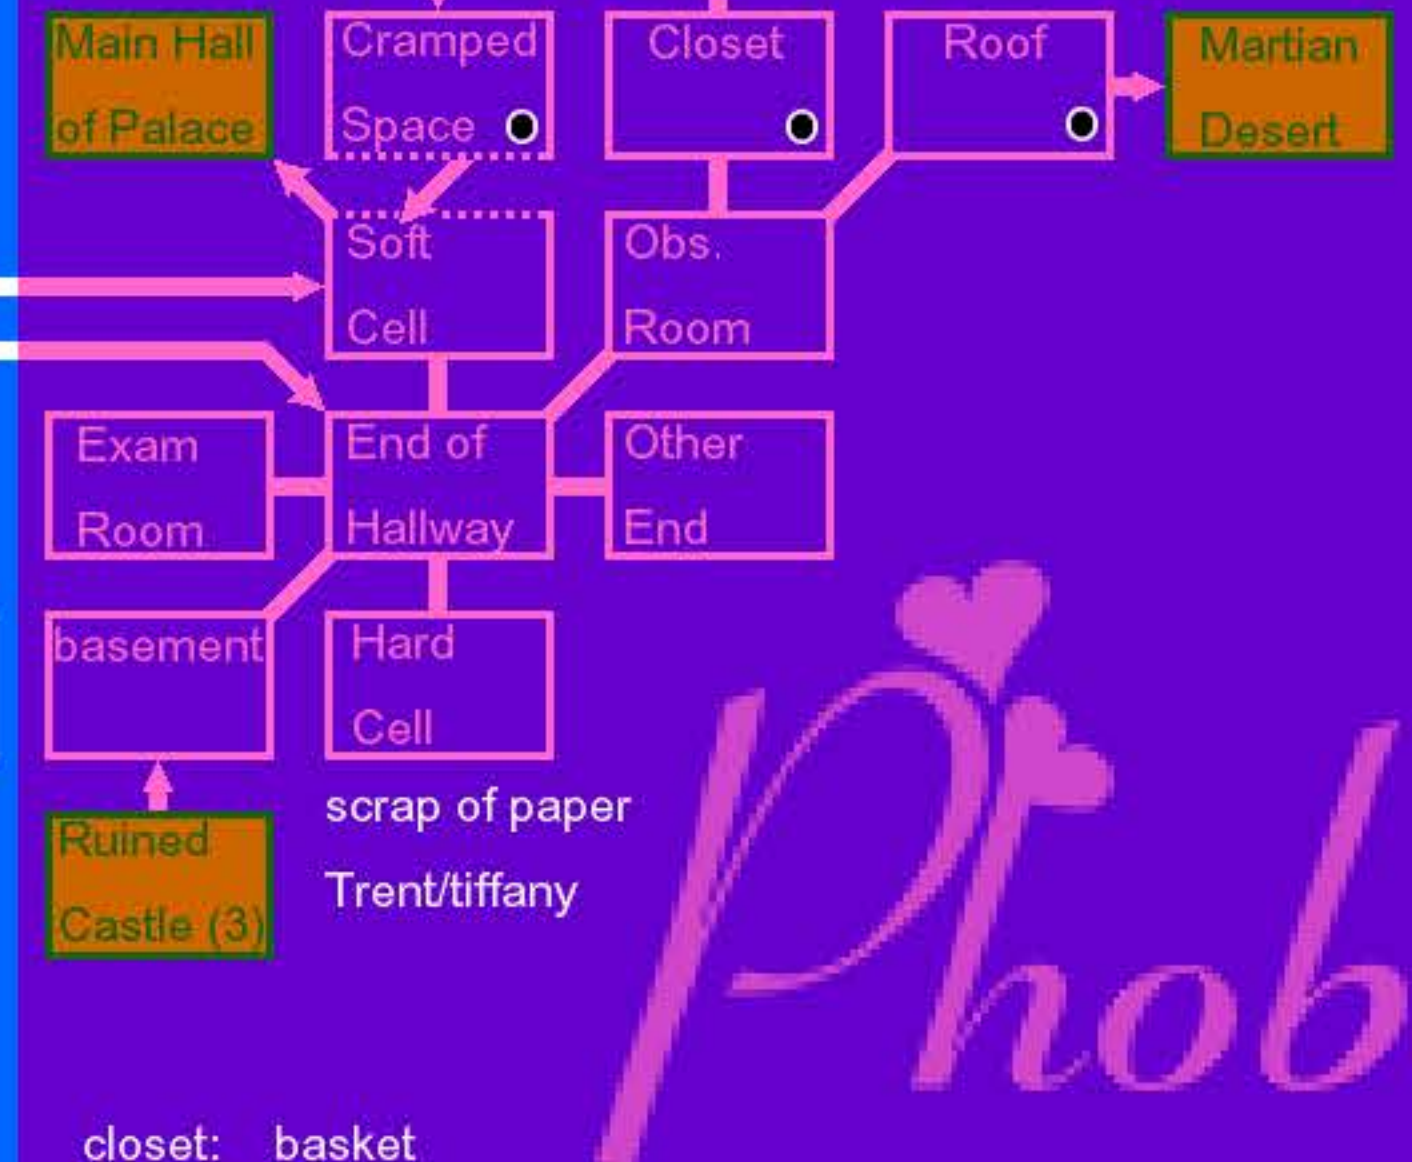 Main Hall
of Palace
Cramped
Space
Closet
Roof
Martian
Desert
Soft
Cell
Obs.
Room
Exam
Room
End of
Hallway
Other
End
basement
Hard
Cell
Ruined
Castle (3)
scrap of paper
Trent/tiffany
Phob
closet: basket